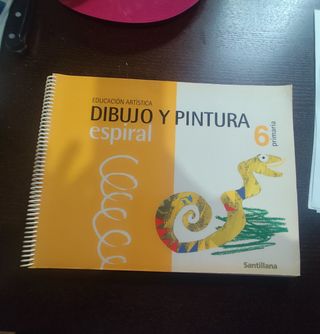 EDUCACIÓN ARTÍSTICA
DIBUJO Y PINTURA
espiral
6
primaria
Santillana